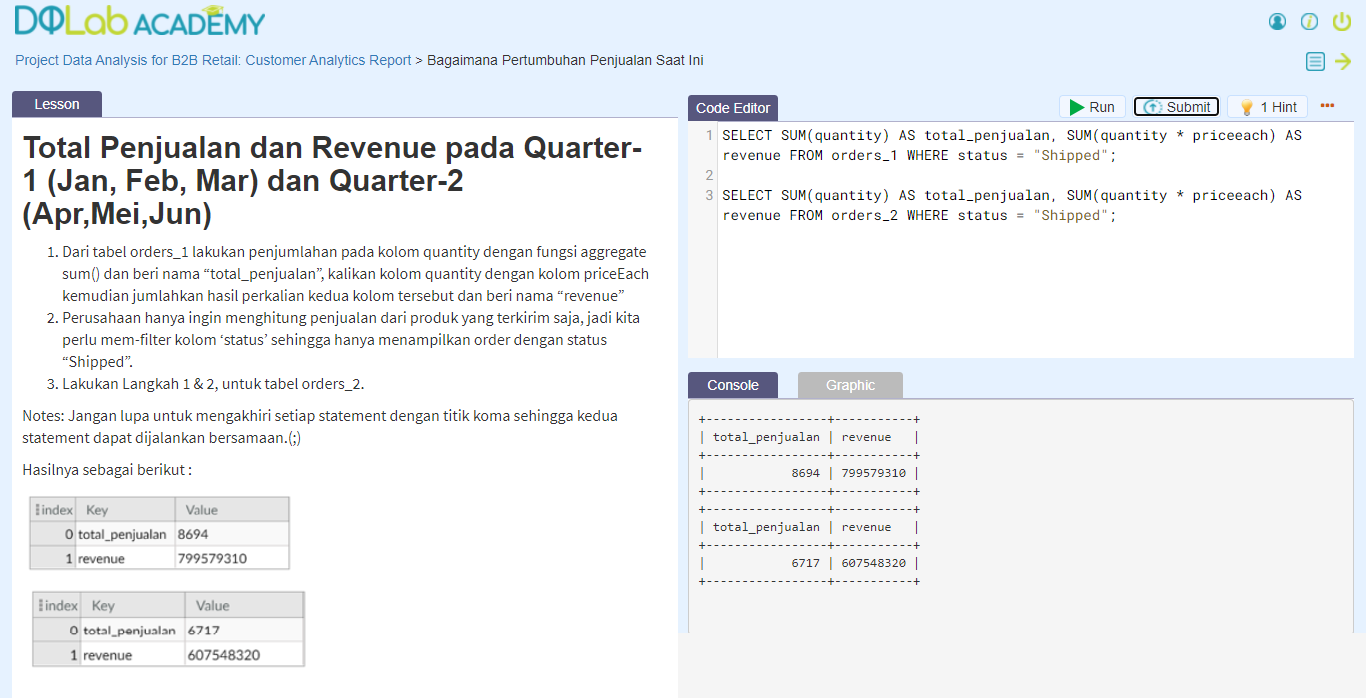 DQLab ACADEMY
Project Data Analysis for B2B Retail: Customer Analytics Report > Bagaimana Pertumbuhan Penjualan Saat Ini
Lesson
Total Penjualan dan Revenue pada Quarter-
1 (Jan, Feb, Mar) dan Quarter-2
(Apr,Mei,Jun)
1. Dari tabel orders_1 lakukan penjumlahan pada kolom quantity dengan fungsi aggregate
sum() dan beri nama “total_penjualan”, kalikan kolom quantity dengan kolom priceEach
kemudian jumlahkan hasil perkalian kedua kolom tersebut dan beri nama “revenue”
2. Perusahaan hanya ingin menghitung penjualan dari produk yang terkirim saja, jadi kita
perlu mem-filter kolom ‘status’ sehingga hanya menampilkan order dengan status
“Shipped”.
3. Lakukan Langkah 1 & 2, untuk tabel orders_2.
Notes: Jangan lupa untuk mengakhiri setiap statement dengan titik koma sehingga kedua
statement dapat dijalankan bersamaan.(;)
Hasilnya sebagai berikut :
index Key Value
0 total_penjualan 8694
1 revenue 799579310
index Key Value
0 total_penjualan 6717
1 revenue 607548320
Code Editor
Run Submit 1 Hint
1 SELECT SUM(quantity) AS total_penjualan, SUM(quantity * priceeach) AS
revenue FROM orders_1 WHERE status = "Shipped";
2
3 SELECT SUM(quantity) AS total_penjualan, SUM(quantity * priceeach) AS
revenue FROM orders_2 WHERE status = "Shipped";
Console Graphic
+-----------------+-----------+
| total_penjualan | revenue   |
+-----------------+-----------+
|            8694 | 799579310 |
+-----------------+-----------+
+-----------------+-----------+
| total_penjualan | revenue   |
+-----------------+-----------+
|            6717 | 607548320 |
+-----------------+-----------+